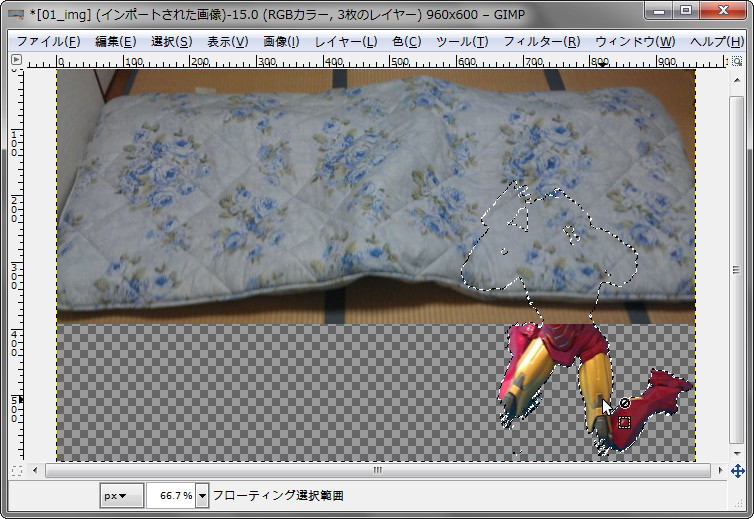 *[01_img] (インポートされた画像)-15.0 (RGBカラー, 3枚のレイヤー) 960x600 – GIMP
ファイル(F) 編集(E) 選択(S) 表示(V) 画像(I) レイヤー(L) 色(C) ツール(T) フィルター(R) ウィンドウ(W) ヘルプ(H)
0 100 200 300 400 500 600 700 800 900
100
200
300
400
500
px 66.7 % フローティング選択範囲